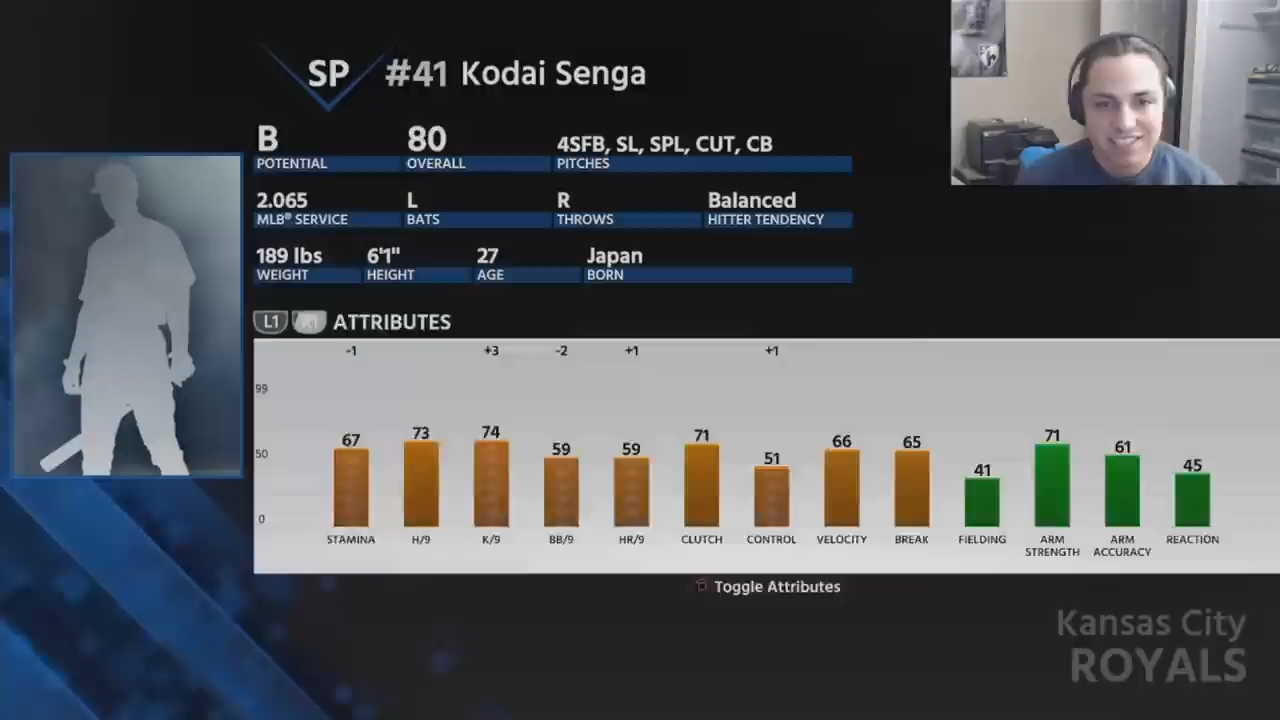 SP #41 Kodai Senga
B 80 4SFB, SL, SPL, CUT, CB
POTENTIAL OVERALL PITCHES
2.065 L R Balanced
MLB® SERVICE BATS THROWS HITTER TENDENCY
189 lbs 6'1" 27 Japan
WEIGHT HEIGHT AGE BORN
L1 R1 ATTRIBUTES
-1 +3 -2 +1 +1
99
50
0
67 73 74 59 59 71 51 66 65 41 71 61 45
STAMINA H/9 K/9 BB/9 HR/9 CLUTCH CONTROL VELOCITY BREAK FIELDING ARM STRENGTH ARM ACCURACY REACTION
Toggle Attributes
Kansas City
ROYALS